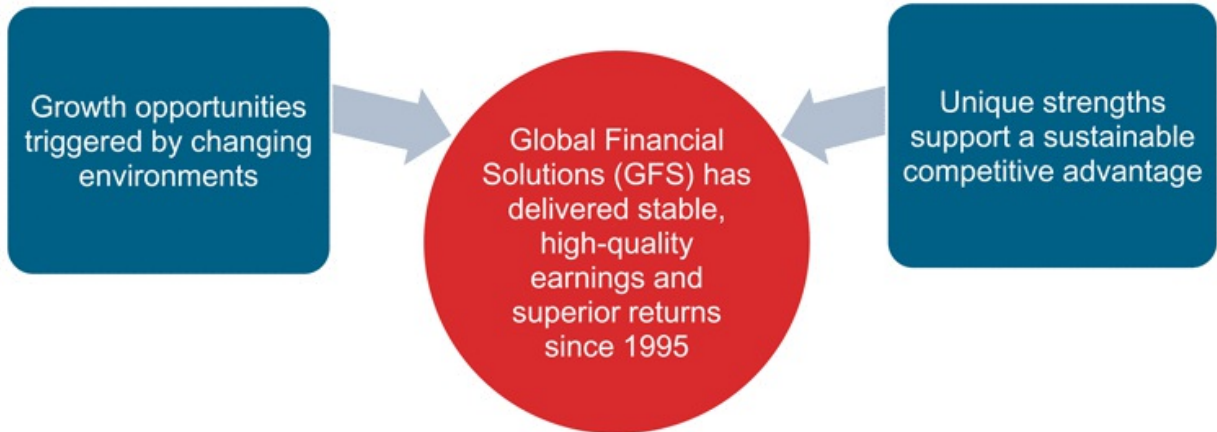 Growth opportunities
triggered by changing
environments
Global Financial
Solutions (GFS) has
delivered stable,
high-quality
earnings and
superior returns
since 1995
Unique strengths
support a sustainable
competitive advantage